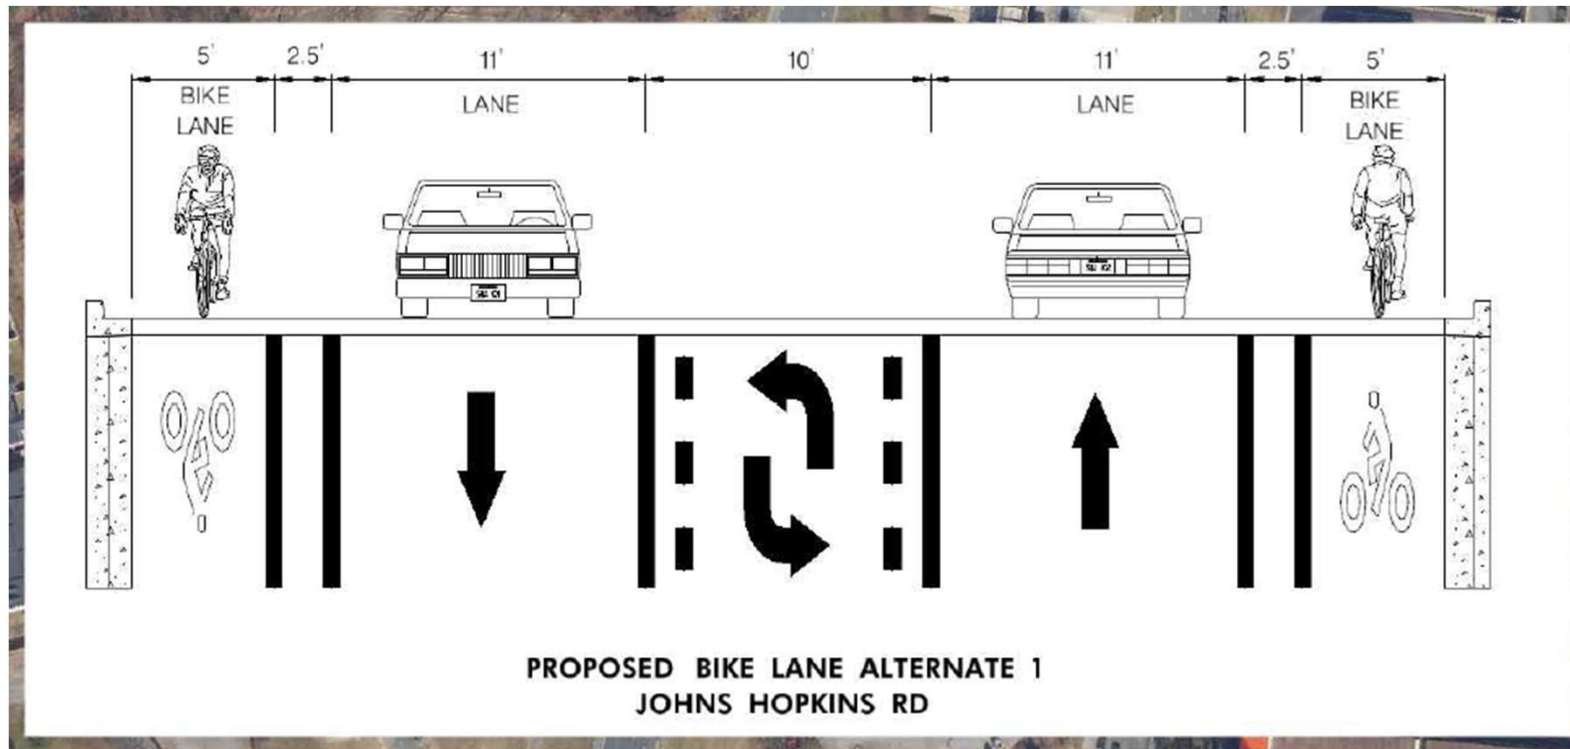 5' 2.5' 11' 10' 11' 2.5' 5'
BIKE LANE
LANE LANE BIKE LANE
PROPOSED BIKE LANE ALTERNATE 1
JOHNS HOPKINS RD